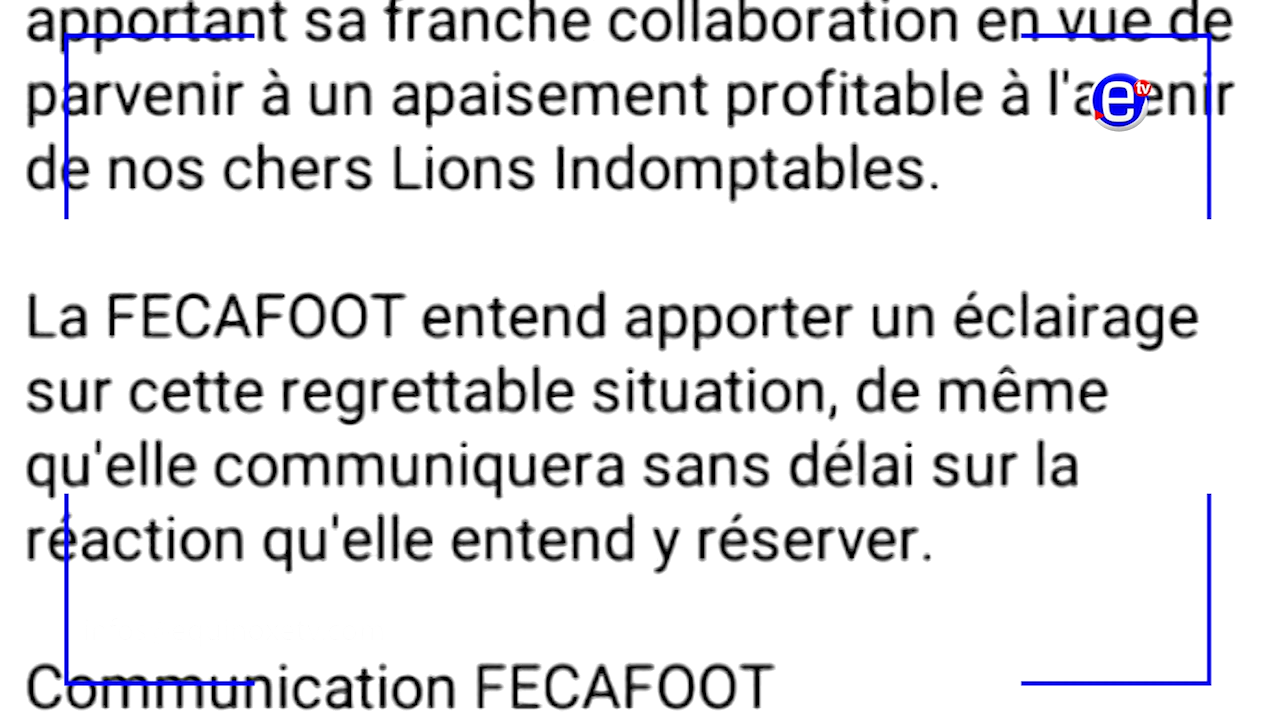 apportant sa franche collaboration en vue de
parvenir à un apaisement profitable à l'avenir
de nos chers Lions Indomptables.
La FECAFOOT entend apporter un éclairage
sur cette regrettable situation, de même
qu'elle communiquera sans délai sur la
réaction qu'elle entend y réserver.
Communication FECAFOOT
e tv